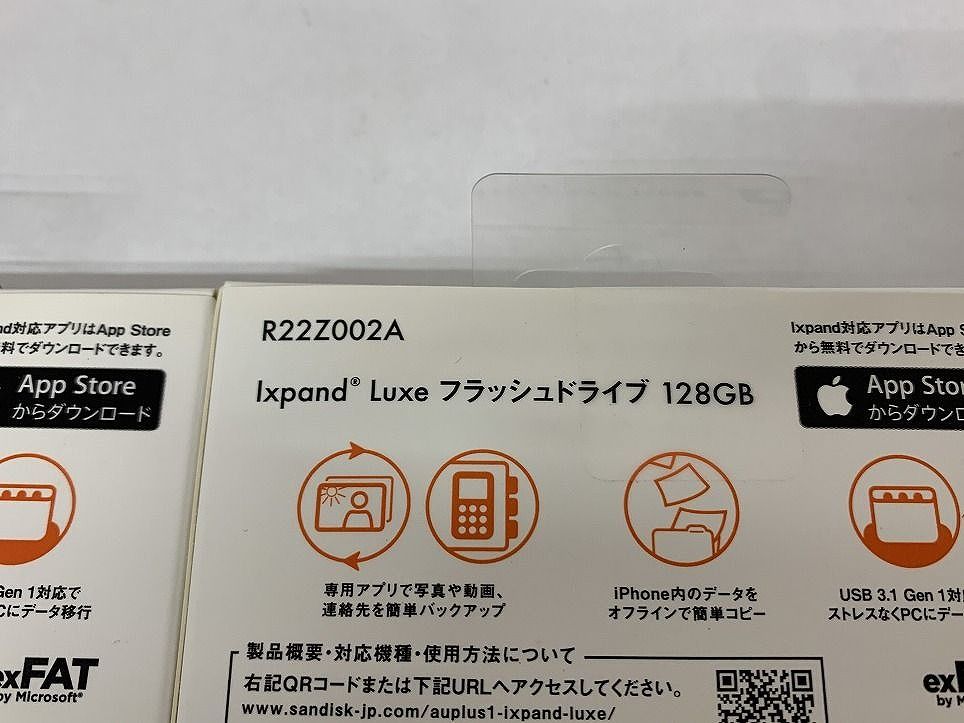 nd対応アプリはApp Store
料でダウンロードできます。
App Store
からダウンロード
Gen 1対応で
Cにデータ移行
exFAT
by Microsoft®
R22Z002A
Ixpand® Luxe フラッシュドライブ 128GB
Ixpand対応アプリはApp S
から無料でダウンロードでき
App Stor
からダウンロ
専用アプリで写真や動画、
連絡先を簡単バックアップ
iPhone内のデータを
オフラインで簡単コピー
USB 3.1 Gen 1対
ストレスなくPCにデー
製品概要・対応機種・使用方法について
右記QRコードまたは下記URLへアクセスしてください。
www.sandisk-jp.com/auplus1-ixpand-luxe/
ex
by M